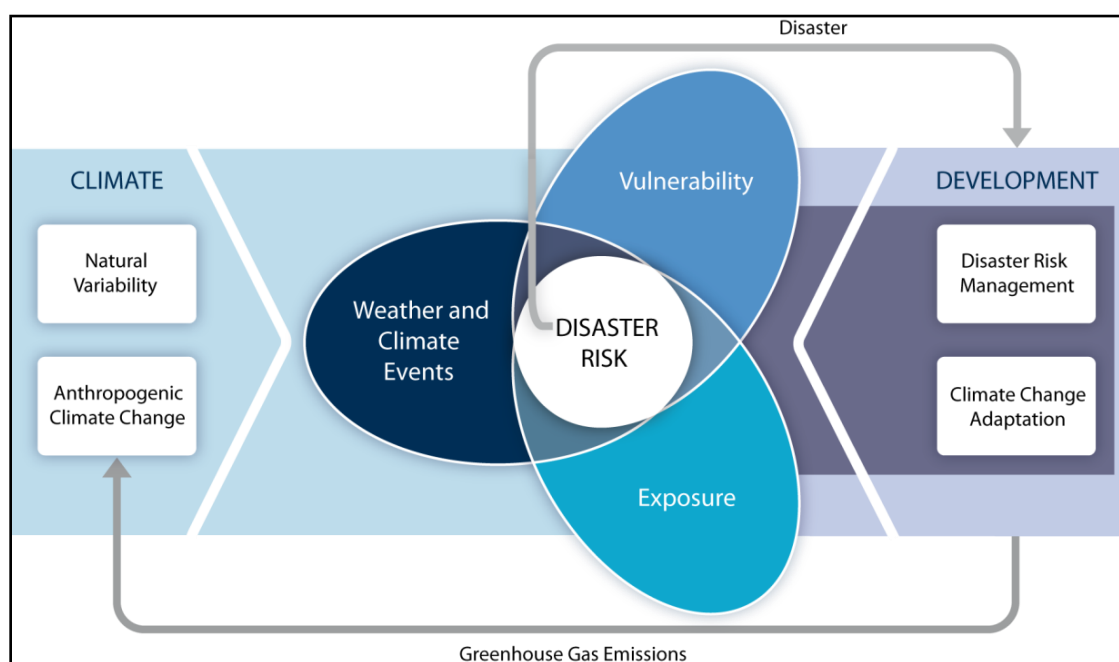 Disaster
CLIMATE
Natural
Variability
Anthropogenic
Climate Change
Vulnerability
Weather and
Climate
Events
DISASTER
RISK
Exposure
DEVELOPMENT
Disaster Risk
Management
Climate Change
Adaptation
Greenhouse Gas Emissions